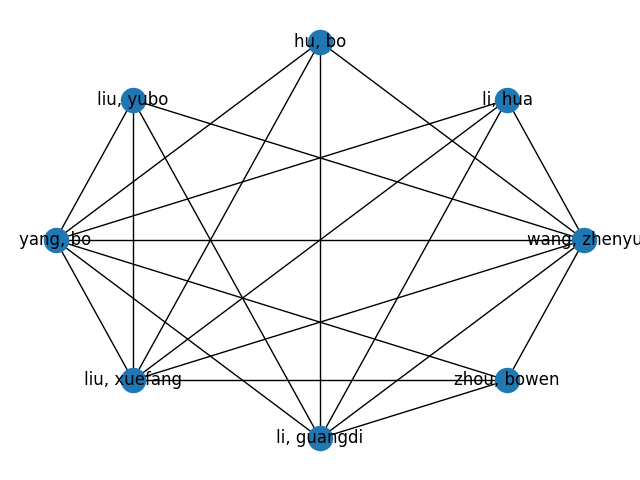 hu, bo
liu, yubo
li, hua
yang, bo
wang, zhenyu
liu, xuefang
zhou, bowen
li, guangdi